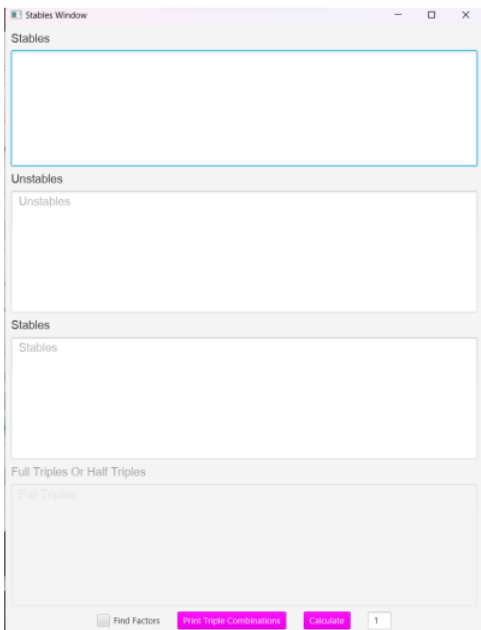 Stables Window
Stables
Unstables
Unstables
Stables
Stables
Full Triples Or Half Triples
Full Triples
Find Factors Print Triple Combinations Calculate 1